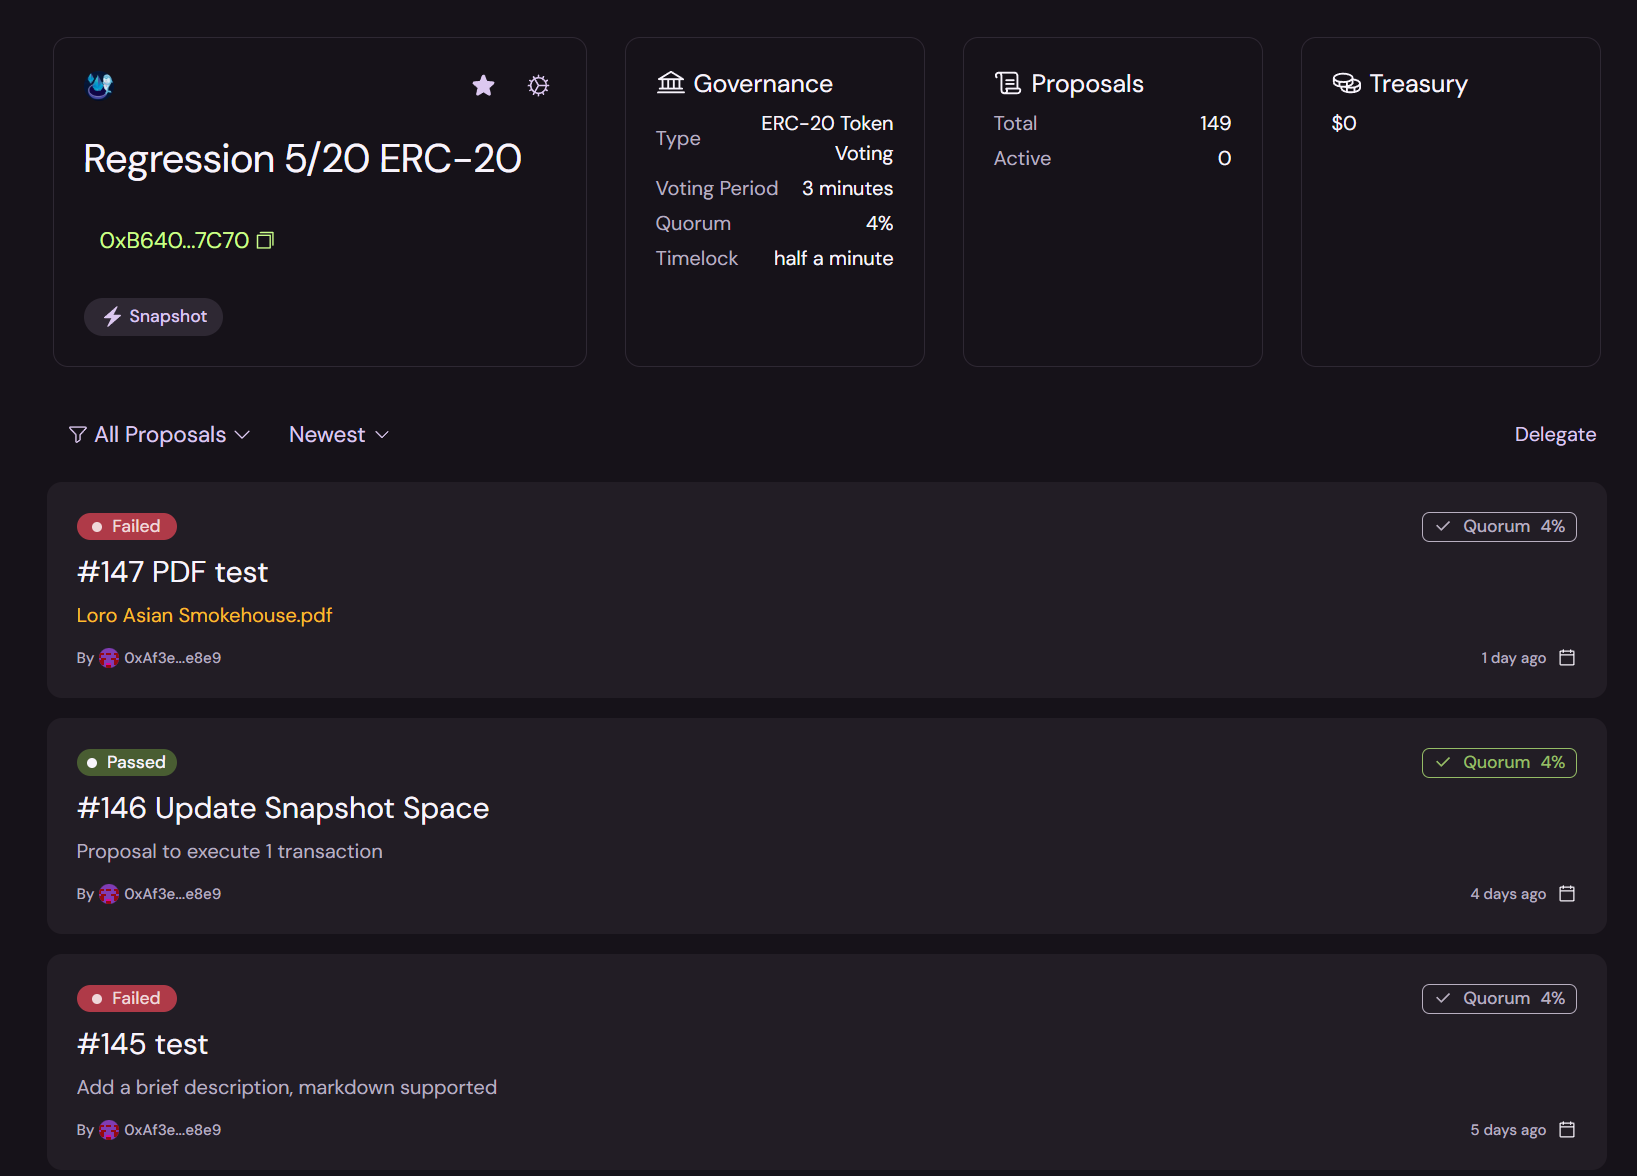 Regression 5/20 ERC-20
0xB640...7C70
Snapshot
Governance
Type
ERC-20 Token
Voting
Voting Period 3 minutes
Quorum 4%
Timelock half a minute
Proposals
Total 149
Active 0
Treasury
$0
All Proposals
Newest
Delegate
Failed
Quorum 4%
#147 PDF test
Loro Asian Smokehouse.pdf
By 0xAf3e...e8e9
1 day ago
Passed
Quorum 4%
#146 Update Snapshot Space
Proposal to execute 1 transaction
By 0xAf3e...e8e9
4 days ago
Failed
Quorum 4%
#145 test
Add a brief description, markdown supported
By 0xAf3e...e8e9
5 days ago